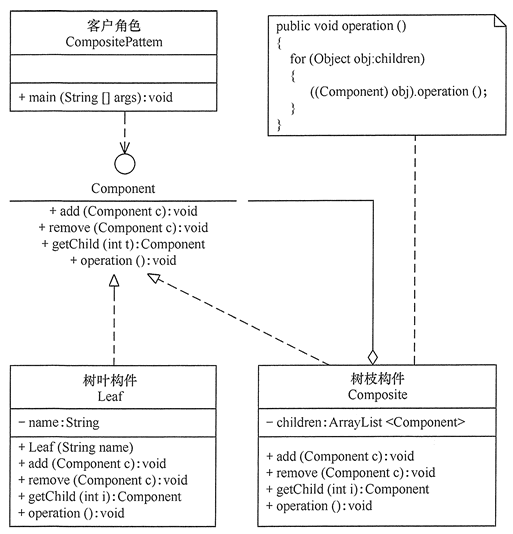 客户角色
CompositePattem
+ main (String [] args):void
public void operation ()
{
for (Object obj:children)
{
((Component) obj).operation ();
}
}
Component
+ add (Component c):void
+ remove (Component c):void
+ getChild (int t):Component
+ operation ():void
树叶构件
Leaf
− name:String
+ Leaf (String name)
+ add (Component c):void
+ remove (Component c):void
+ getChild (int i):Component
+ operation ():void
树枝构件
Composite
− children:ArrayList <Component>
+ add (Component c):void
+ remove (Component c):void
+ getChild (int i):Component
+ operation ():void